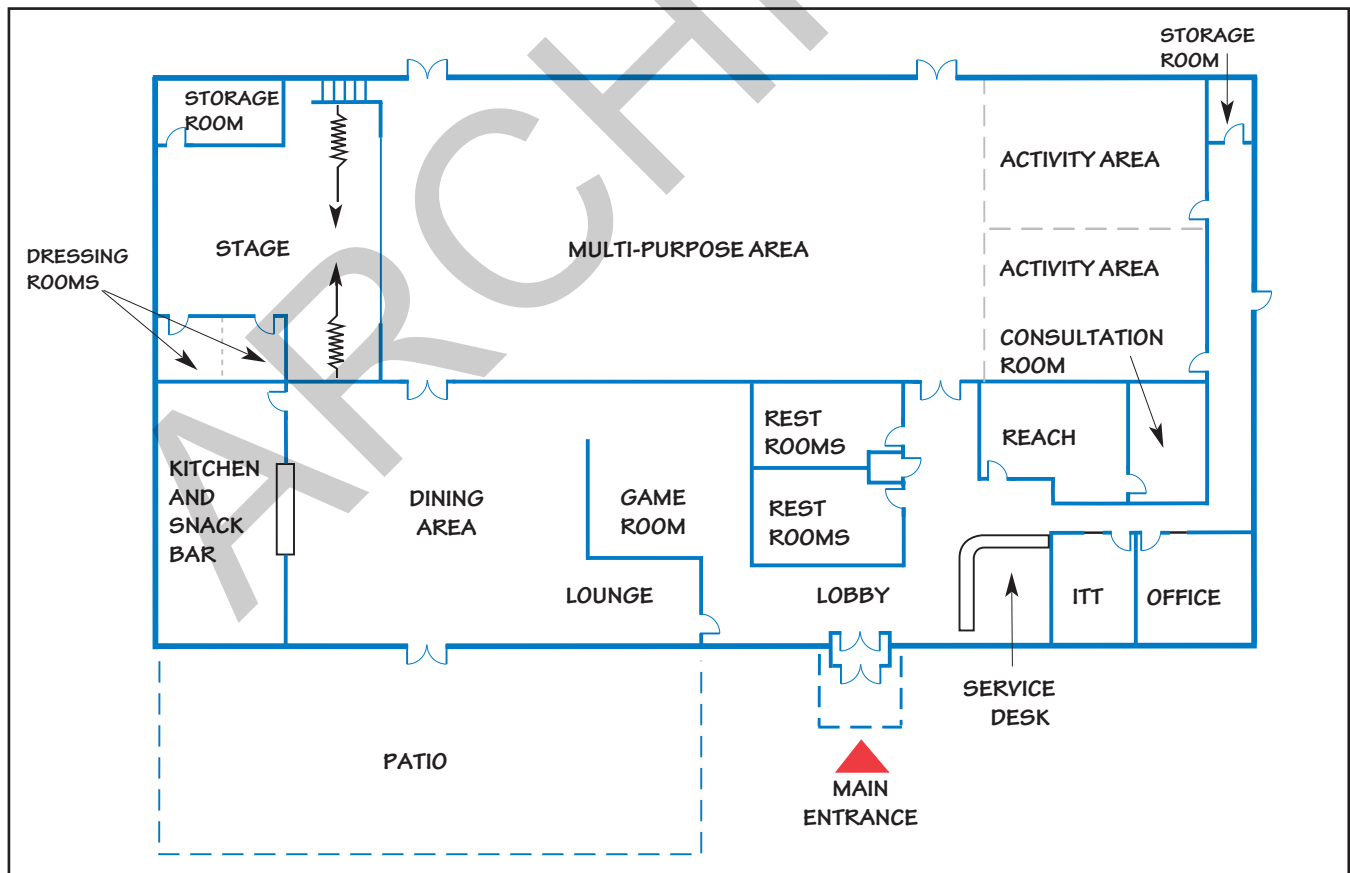 STORAGE
ROOM
STORAGE
ROOM
ACTIVITY AREA
STAGE
MULTI-PURPOSE AREA
DRESSING
ROOMS
ACTIVITY AREA
CONSULTATION
ROOM
REST
ROOMS
REACH
KITCHEN
AND
SNACK
BAR
DINING
AREA
GAME
ROOM
REST
ROOMS
LOUNGE
LOBBY
ITT
OFFICE
SERVICE
DESK
PATIO
MAIN
ENTRANCE